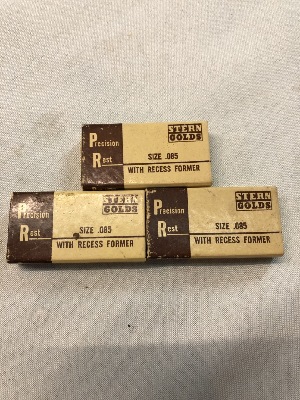 Precision
Rest
STERN
GOLDS
SIZE .085
WITH RECESS FORMER
Precision
Rest
STERN
GOLDS
SIZE .085
WITH RECESS FORMER
Precision
Rest
STERN
GOLDS
SIZE .085
WITH RECESS FORMER